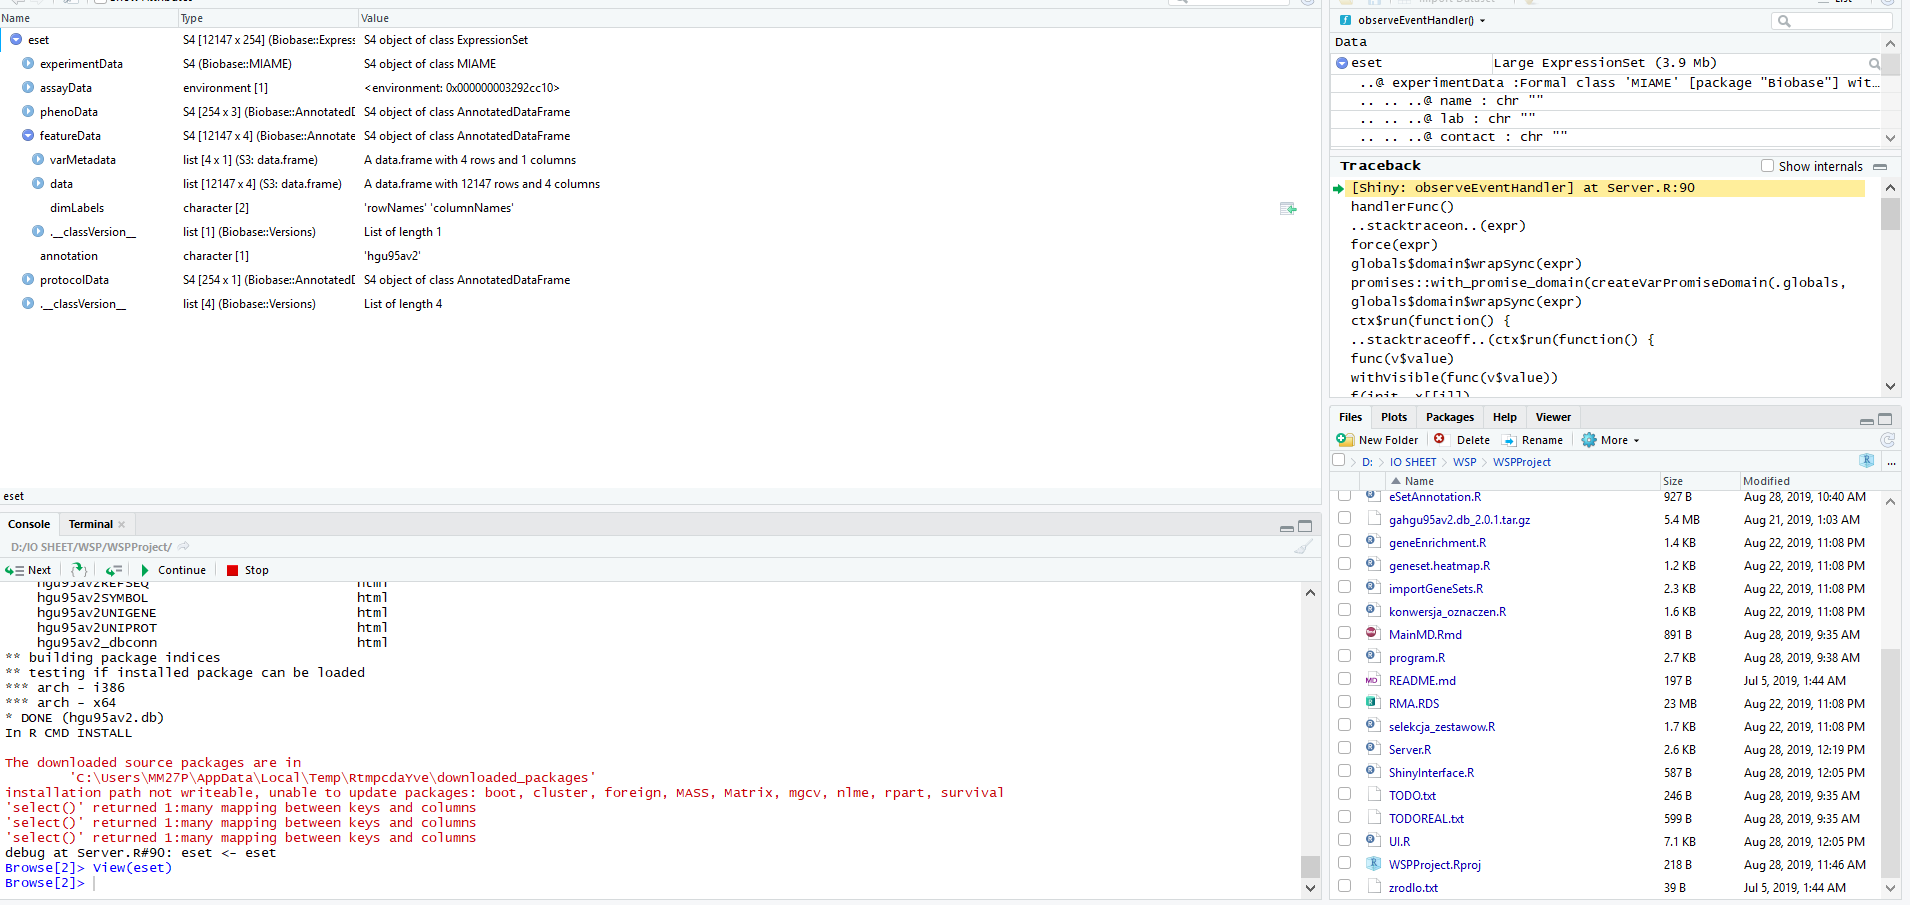 Show Attributes
Name Type Value
eset S4 [12147 x 254] (Biobase::Express S4 object of class ExpressionSet
experimentData S4 (Biobase::MIAME) S4 object of class MIAME
assayData environment [1] <environment: 0x000000003292cc10>
phenoData S4 [254 x 3] (Biobase::AnnotatedD S4 object of class AnnotatedDataFrame
featureData S4 [12147 x 4] (Biobase::Annotate S4 object of class AnnotatedDataFrame
varMetadata list [4 x 1] (S3: data.frame) A data.frame with 4 rows and 1 columns
data list [12147 x 4] (S3: data.frame) A data.frame with 12147 rows and 4 columns
dimLabels character [2] 'rowNames' 'columnNames'
.__classVersion__ list [1] (Biobase::Versions) List of length 1
annotation character [1] 'hgu95av2'
protocolData S4 [254 x 1] (Biobase::AnnotatedD S4 object of class AnnotatedDataFrame
.__classVersion__ list [4] (Biobase::Versions) List of length 4
eset
Console Terminal
D:/IO SHEET/WSP/WSPProject/
Next Continue Stop
hgu95av2REFSEQ html
hgu95av2SYMBOL html
hgu95av2UNIGENE html
hgu95av2UNIPROT html
hgu95av2_dbconn html
** building package indices
** testing if installed package can be loaded
*** arch - i386
*** arch - x64
* DONE (hgu95av2.db)
In R CMD INSTALL
The downloaded source packages are in
'C:\Users\MM27P\AppData\Local\Temp\RtmpcdaYve\downloaded_packages'
installation path not writeable, unable to update packages: boot, cluster, foreign, MASS, Matrix, mgcv, nlme, rpart, survival
'select()' returned 1:many mapping between keys and columns
'select()' returned 1:many mapping between keys and columns
'select()' returned 1:many mapping between keys and columns
debug at Server.R#90: eset <- eset
Browse[2]> View(eset)
Browse[2]>
Import Dataset List
observeEventHandler()
Data
eset Large ExpressionSet (3.9 Mb)
..@ experimentData :Formal class 'MIAME' [package "Biobase"] wit...
.. .. ..@ name : chr ""
.. .. ..@ lab : chr ""
.. .. ..@ contact : chr ""
Traceback Show internals
[Shiny: observeEventHandler] at Server.R:90
handlerFunc()
..stacktraceon..(expr)
force(expr)
globals$domain$wrapSync(expr)
promises::with_promise_domain(createVarPromiseDomain(.globals,
globals$domain$wrapSync(expr)
ctx$run(function() {
..stacktraceoff..(ctx$run(function() {
func(v$value)
withVisible(func(v$value))
f(init, x[[i]])
Files Plots Packages Help Viewer
New Folder Delete Rename More
D: IO SHEET WSP WSPProject ...
Name Size Modified
eSetAnnotation.R 927 B Aug 28, 2019, 10:40 AM
gahgu95av2.db_2.0.1.tar.gz 5.4 MB Aug 21, 2019, 1:03 AM
geneEnrichment.R 1.4 KB Aug 22, 2019, 11:08 PM
geneset.heatmap.R 1.2 KB Aug 22, 2019, 11:08 PM
importGeneSets.R 2.3 KB Aug 22, 2019, 11:08 PM
konwersja_oznaczen.R 1.6 KB Aug 22, 2019, 11:08 PM
MainMD.Rmd 891 B Aug 28, 2019, 9:35 AM
program.R 2.7 KB Aug 28, 2019, 9:38 AM
README.md 197 B Jul 5, 2019, 1:44 AM
RMA.RDS 23 MB Aug 22, 2019, 11:08 PM
selekcja_zestawow.R 1.7 KB Aug 22, 2019, 11:08 PM
Server.R 2.6 KB Aug 28, 2019, 12:19 PM
ShinyInterface.R 587 B Aug 28, 2019, 12:05 PM
TODO.txt 246 B Aug 28, 2019, 9:35 AM
TODOREAL.txt 599 B Aug 28, 2019, 9:35 AM
UI.R 7.1 KB Aug 28, 2019, 12:05 PM
WSPProject.Rproj 218 B Aug 28, 2019, 11:46 AM
zrodlo.txt 39 B Jul 5, 2019, 1:44 AM